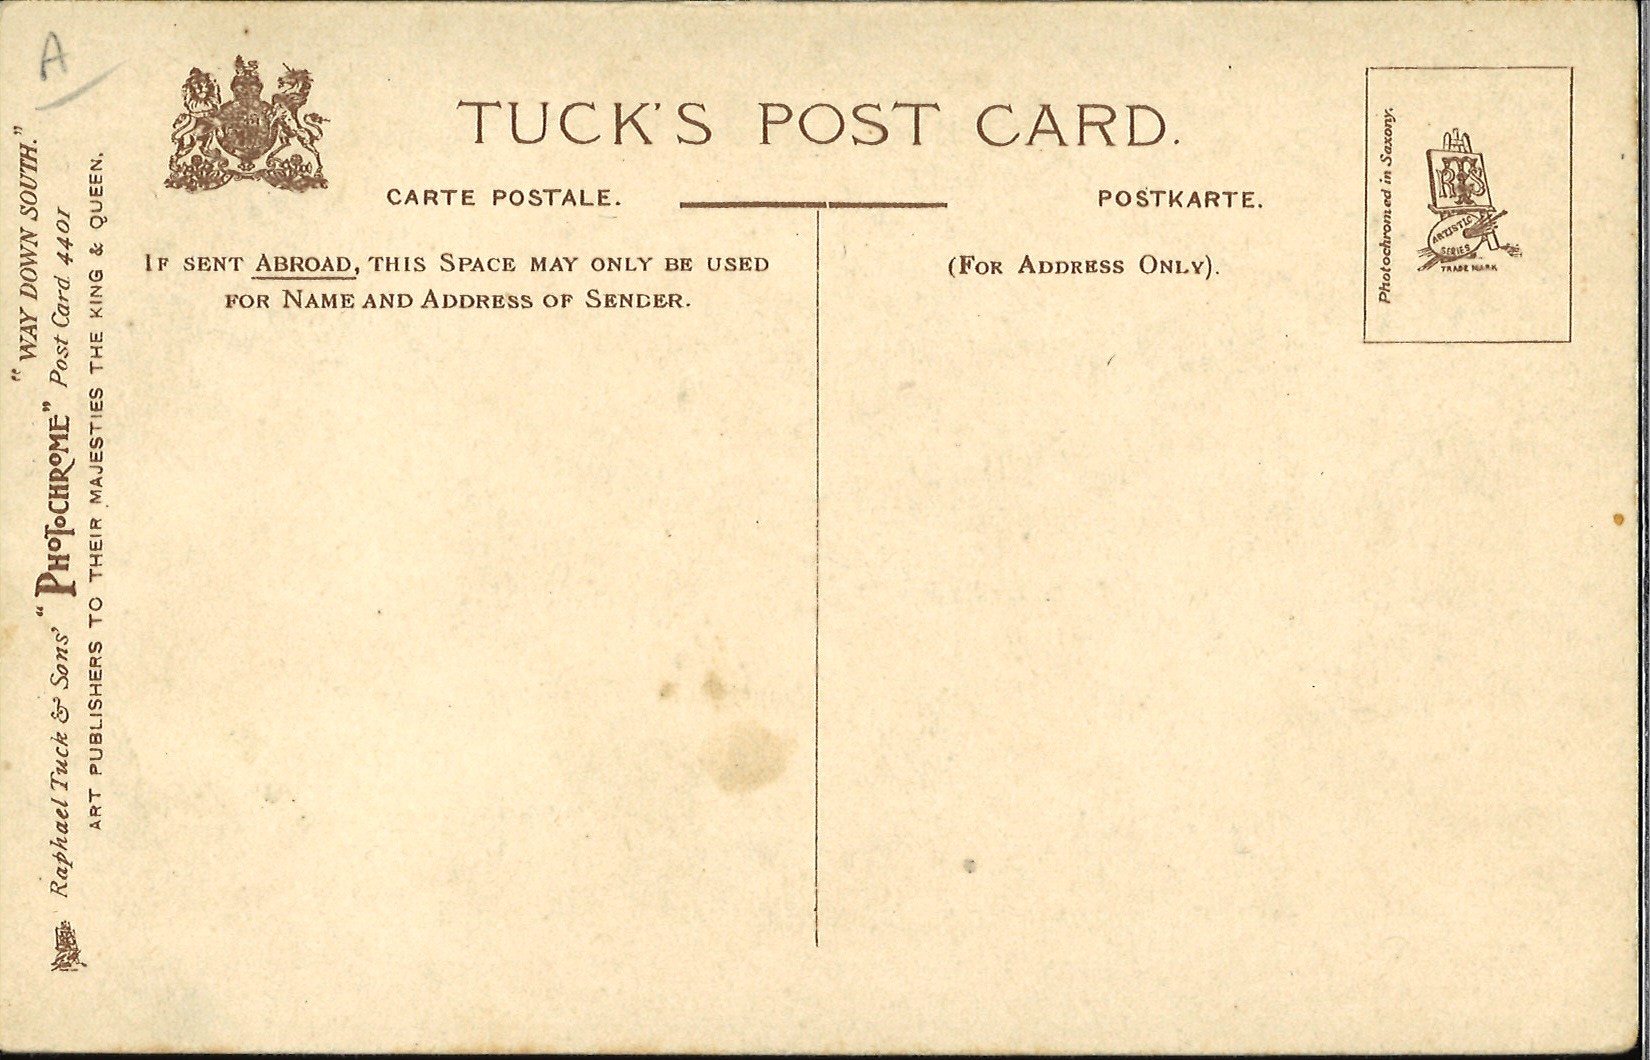 A
TUCK'S POST CARD.
CARTE POSTALE.
POSTKARTE.
IF SENT ABROAD, THIS SPACE MAY ONLY BE USED
FOR NAME AND ADDRESS OF SENDER.
(FOR ADDRESS ONLY).
Photochromed in Saxony.
RTS
ARTISTIC
SERIES
TRADE MARK
"WAY DOWN SOUTH."
Raphael Tuck & Sons' "PHOTOCHROME" Post Card 4401
ART PUBLISHERS TO THEIR MAJESTIES THE KING & QUEEN.